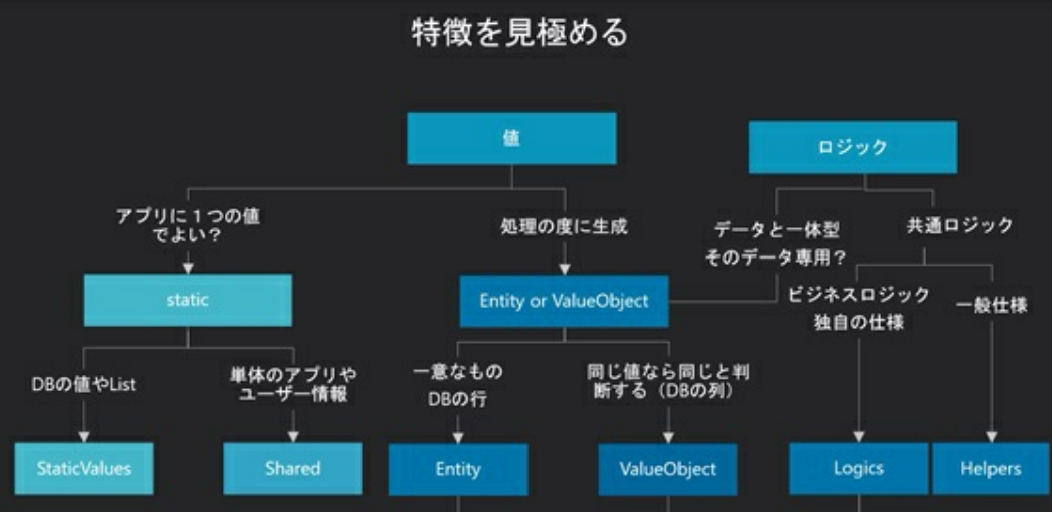 特徴を見極める
値
ロジック
アプリに１つの値
でよい？
処理の度に生成
データと一体型
そのデータ専用？
共通ロジック
static
Entity or ValueObject
ビジネスロジック
独自の仕様
一般仕様
DBの値やList
単体のアプリや
ユーザー情報
一意なもの
DBの行
同じ値なら同じと判
断する（DBの列）
StaticValues
Shared
Entity
ValueObject
Logics
Helpers